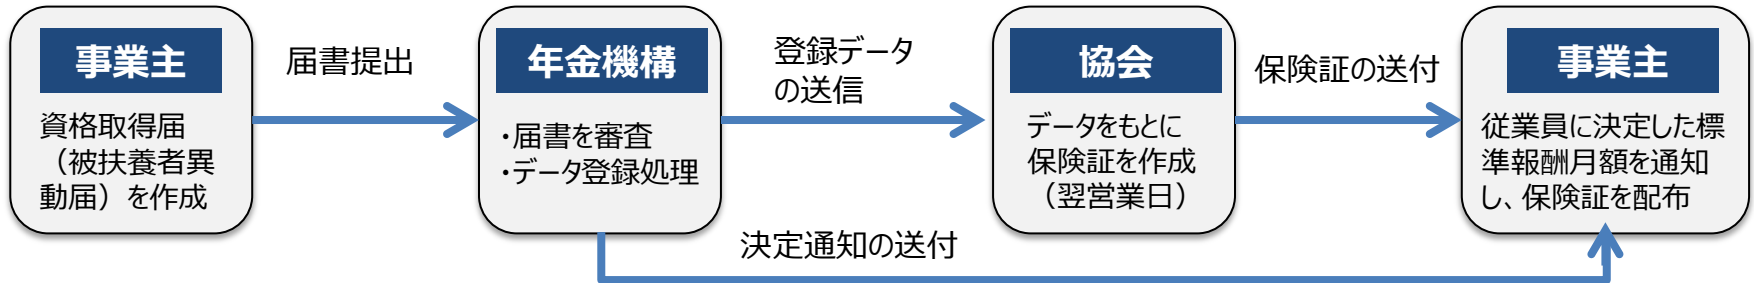 事業主
資格取得届
（被扶養者異
動届）を作成
届書提出
年金機構
・届書を審査
・データ登録処理
登録データ
の送信
協会
データをもとに
保険証を作成
（翌営業日）
保険証の送付
事業主
従業員に決定した標
準報酬月額を通知
し、保険証を配布
決定通知の送付